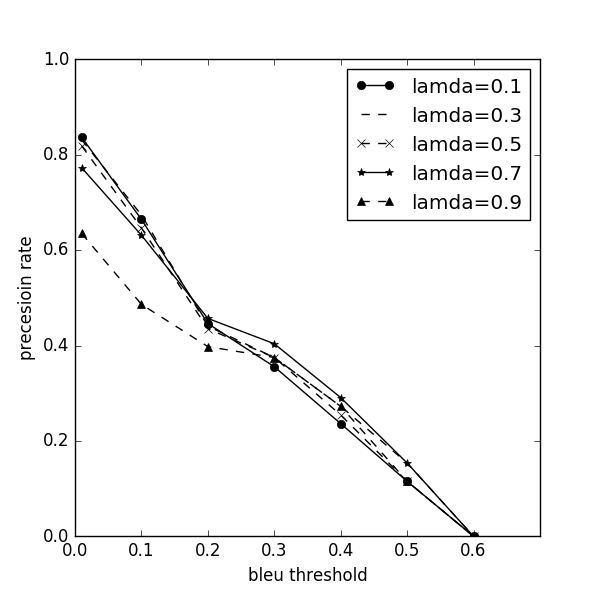 1.0
0.8
0.6
0.4
0.2
0.0
precesioin rate
lamda=0.1
lamda=0.3
lamda=0.5
lamda=0.7
lamda=0.9
0.0 0.1 0.2 0.3 0.4 0.5 0.6
bleu threshold